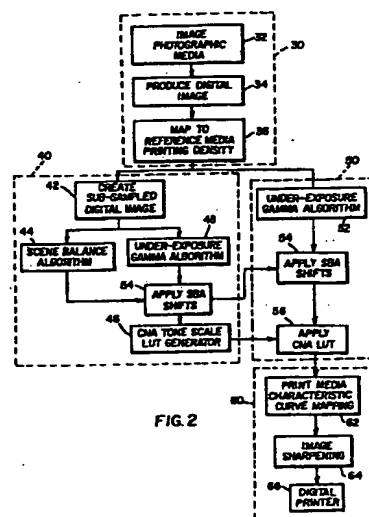 IMAGE
PHOTOGRAPHIC
MEDIA
32
30
PRODUCE DIGITAL
IMAGE
34
MAP TO
REFERENCE MEDIA
PRINTING DENSITY
36
40
42
CREATE
SUB-SAMPLED
DIGITAL IMAGE
44
SCENE BALANCE
ALGORITHM
48
UNDER-EXPOSURE
GAMMA ALGORITHM
54
APPLY SBA
SHIFTS
46
CNA TONE SCALE
LUT GENERATOR
50
UNDER-EXPOSURE
GAMMA ALGORITHM
52
54
APPLY SBA
SHIFTS
56
APPLY
CNA LUT
60
PRINT MEDIA
CHARACTERISTIC
CURVE MAPPING
62
IMAGE
SHARPENING
64
66
DIGITAL
PRINTER
FIG. 2